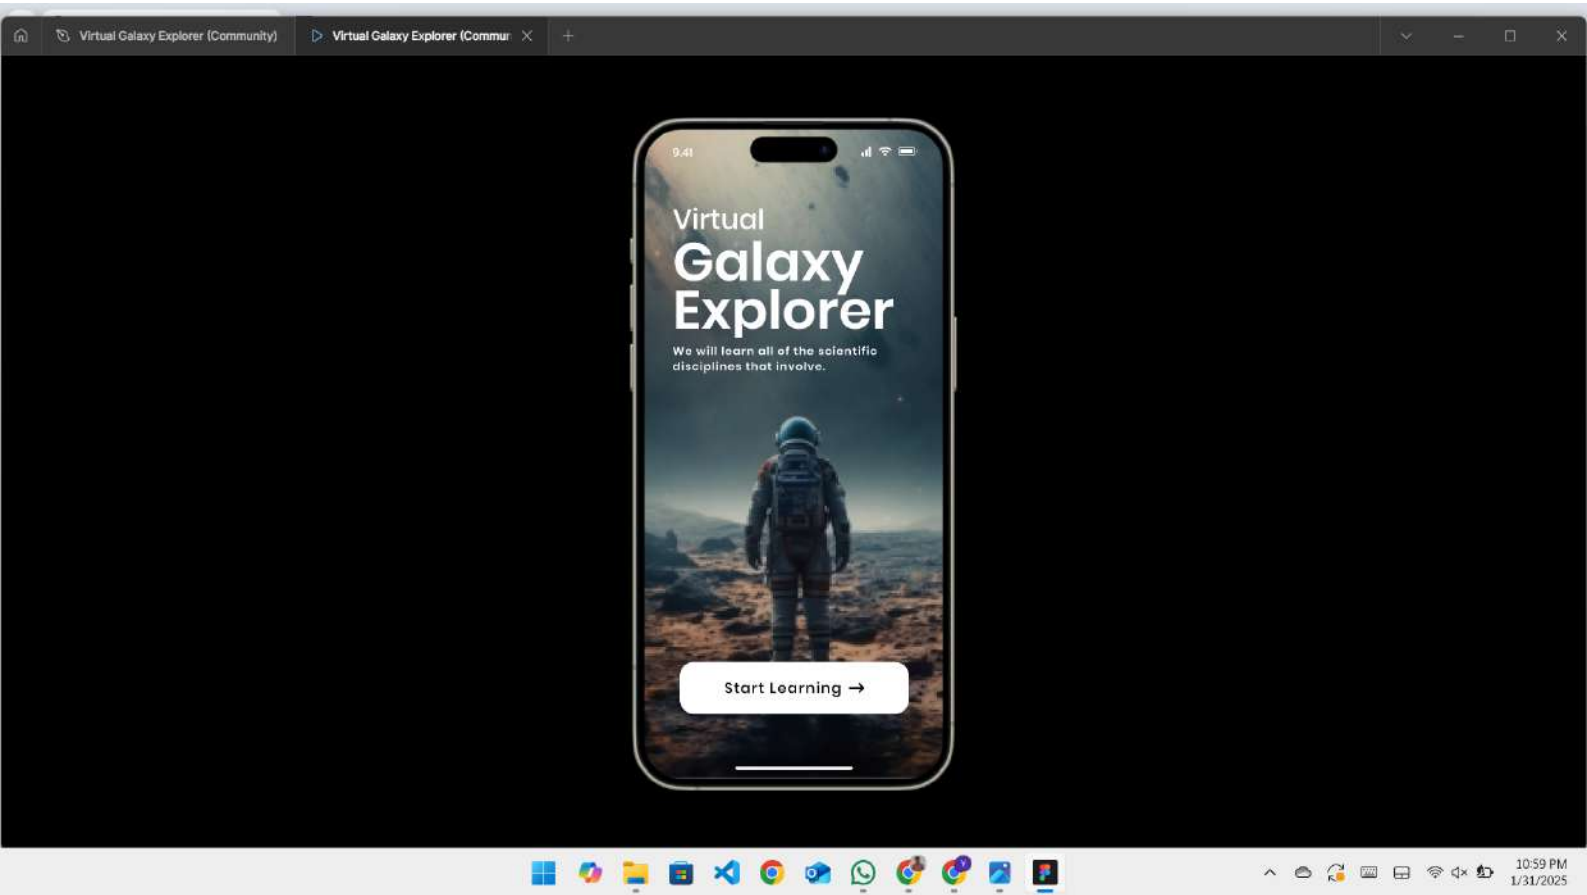 Virtual Galaxy Explorer (Community)
Virtual Galaxy Explorer (Commur
9:41
Virtual
Galaxy
Explorer
We will learn all of the scientific
disciplines that involve.
Start Learning →
10:59 PM
1/31/2025